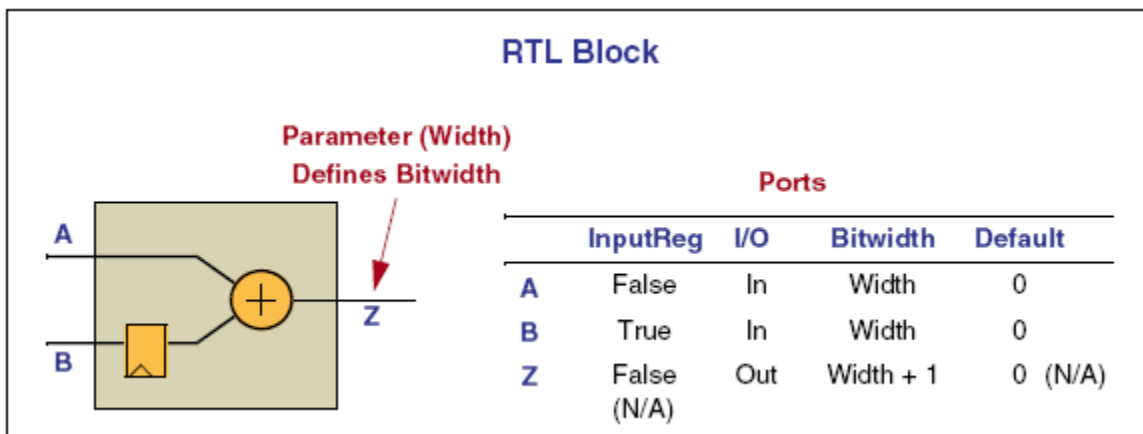 RTL Block
Parameter (Width)
Defines Bitwidth
A
B
Z
Ports
InputReg I/O Bitwidth Default
A False In Width 0
B True In Width 0
Z False Out Width + 1 0 (N/A)
(N/A)